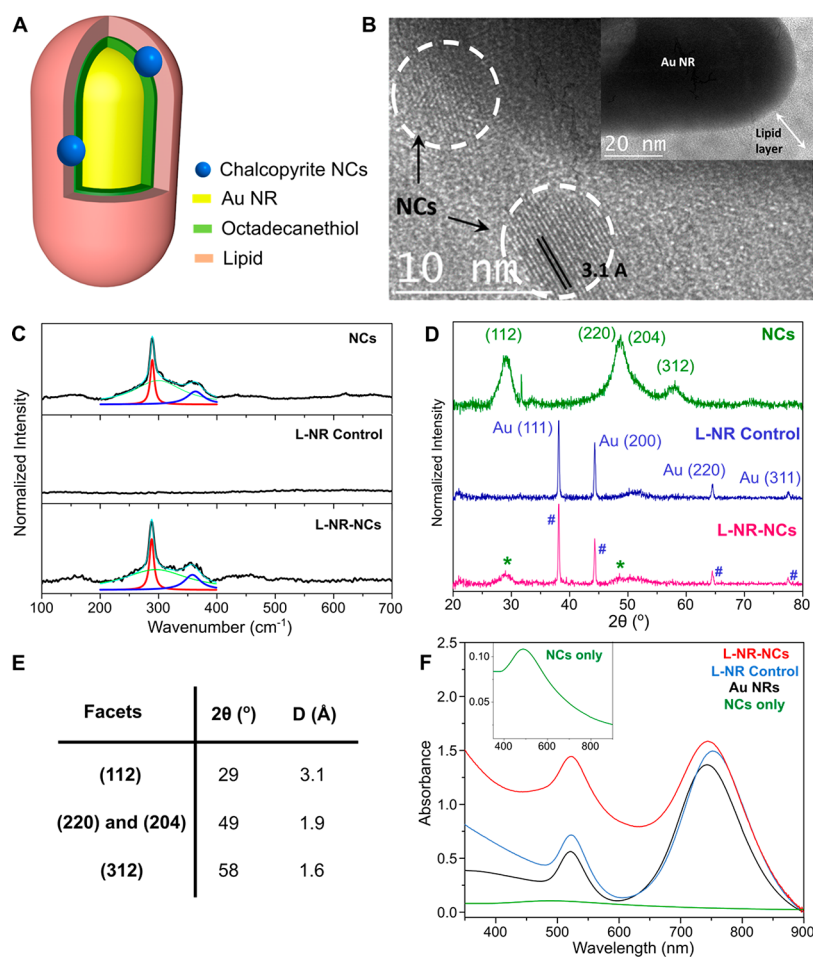 A
Chalcopyrite NCs
Au NR
Octadecanethiol
Lipid
B
NCs
10 nm
3.1 A
Au NR
20 nm
Lipid
layer
C
NCs
L-NR Control
L-NR-NCs
Normalized Intensity
100 200 300 400 500 600 700
Wavenumber (cm⁻¹)
D
NCs
(112)
(220) (204)
(312)
L-NR Control
Au (111)
Au (200)
Au (220)
Au (311)
L-NR-NCs
# # # #
* *
Normalized Intensity
20 30 40 50 60 70 80
2θ (°)
E
Facets 2θ (°) D (Å)
(112) 29 3.1
(220) and (204) 49 1.9
(312) 58 1.6
F
L-NR-NCs
L-NR Control
Au NRs
NCs only
NCs only
0.10
0.05
400 600 800
2.5
2.0
1.5
1.0
0.5
0.0
Absorbance
400 500 600 700 800 900
Wavelength (nm)